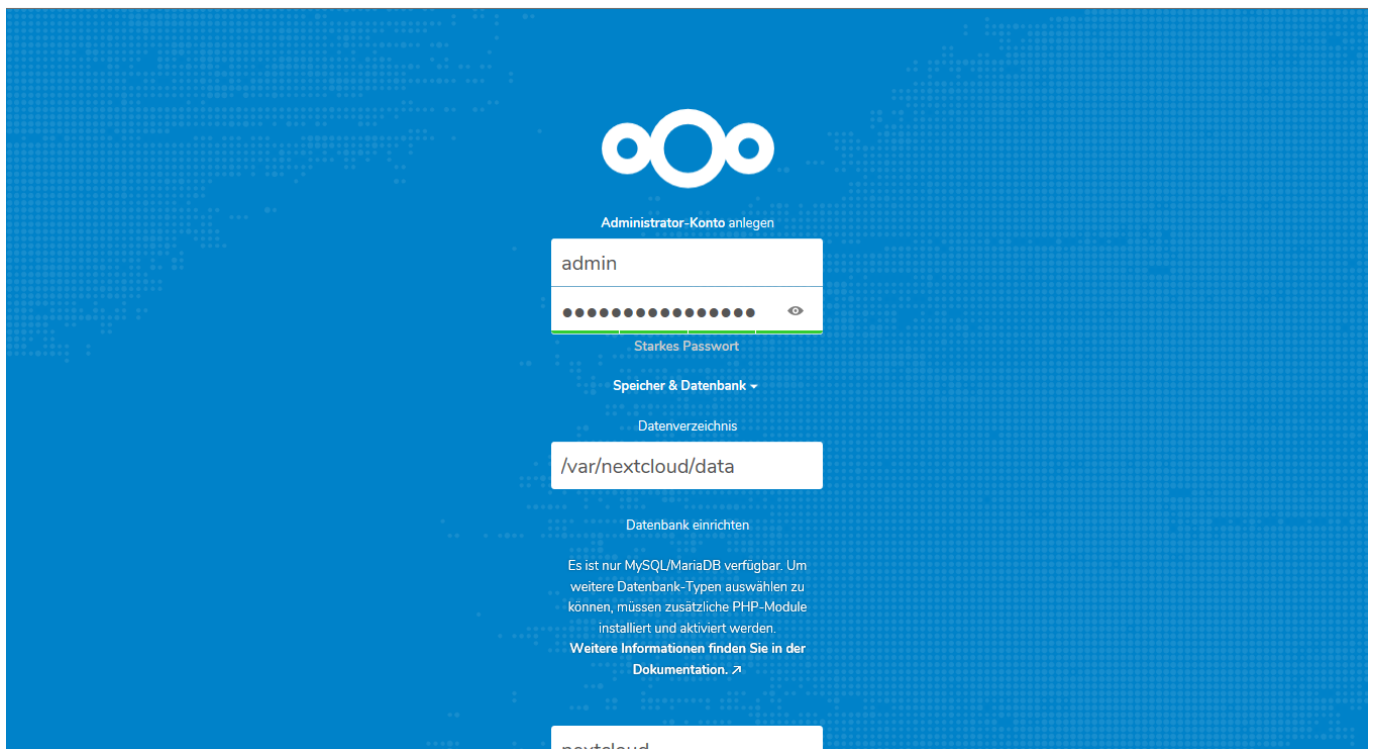 Administrator-Konto anlegen
admin
Starkes Passwort
Speicher & Datenbank
Datenverzeichnis
/var/nextcloud/data
Datenbank einrichten
Es ist nur MySQL/MariaDB verfügbar. Um
weitere Datenbank-Typen auswählen zu
können, müssen zusätzliche PHP-Module
installiert und aktiviert werden.
Weitere Informationen finden Sie in der
Dokumentation. ↗
nextcloud